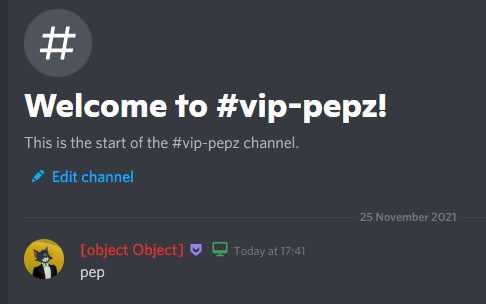 #
Welcome to #vip-pepz!
This is the start of the #vip-pepz channel.
Edit channel
25 November 2021
[object Object] Today at 17:41
pep